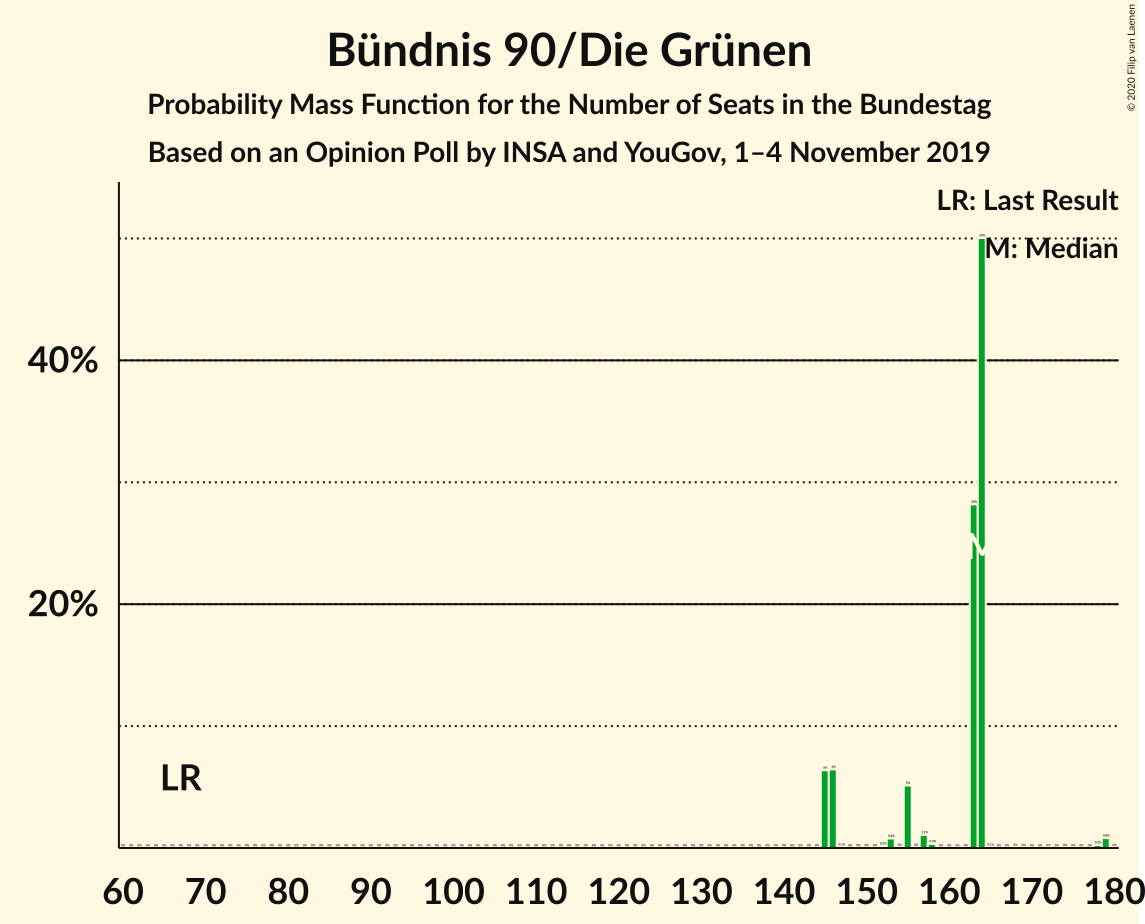 Bündnis 90/Die Grünen
Probability Mass Function for the Number of Seats in the Bundestag
Based on an Opinion Poll by INSA and YouGov, 1–4 November 2019
© 2020 Filip van Laenen
LR: Last Result
M: Median
40%
20%
LR
M
60 70 80 90 100 110 120 130 140 150 160 170 180